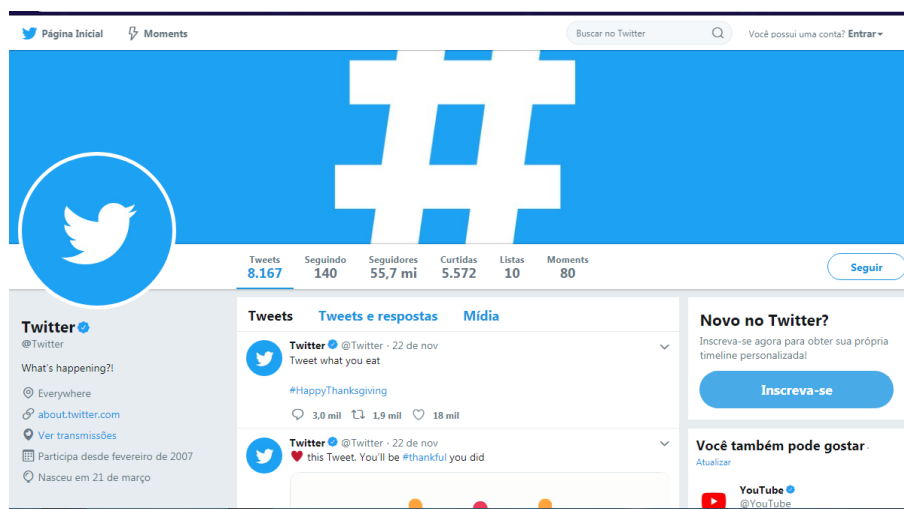 Página Inicial Moments Buscar no Twitter Você possui uma conta? Entrar
#
Tweets Seguindo Seguidores Curtidas Listas Moments
8.167 140 55,7 mi 5.572 10 80
Seguir
Twitter
@Twitter
What's happening?!
Everywhere
about.twitter.com
Ver transmissões
Participa desde fevereiro de 2007
Nasceu em 21 de março
Tweets Tweets e respostas Mídia
Twitter @Twitter · 22 de nov
Tweet what you eat
#HappyThanksgiving
3,0 mil 1,9 mil 18 mil
Twitter @Twitter · 22 de nov
❤ this Tweet. You'll be #thankful you did
Novo no Twitter?
Inscreva-se agora para obter sua própria
timeline personalizada!
Inscreva-se
Você também pode gostar ·
Atualizar
YouTube
@YouTube